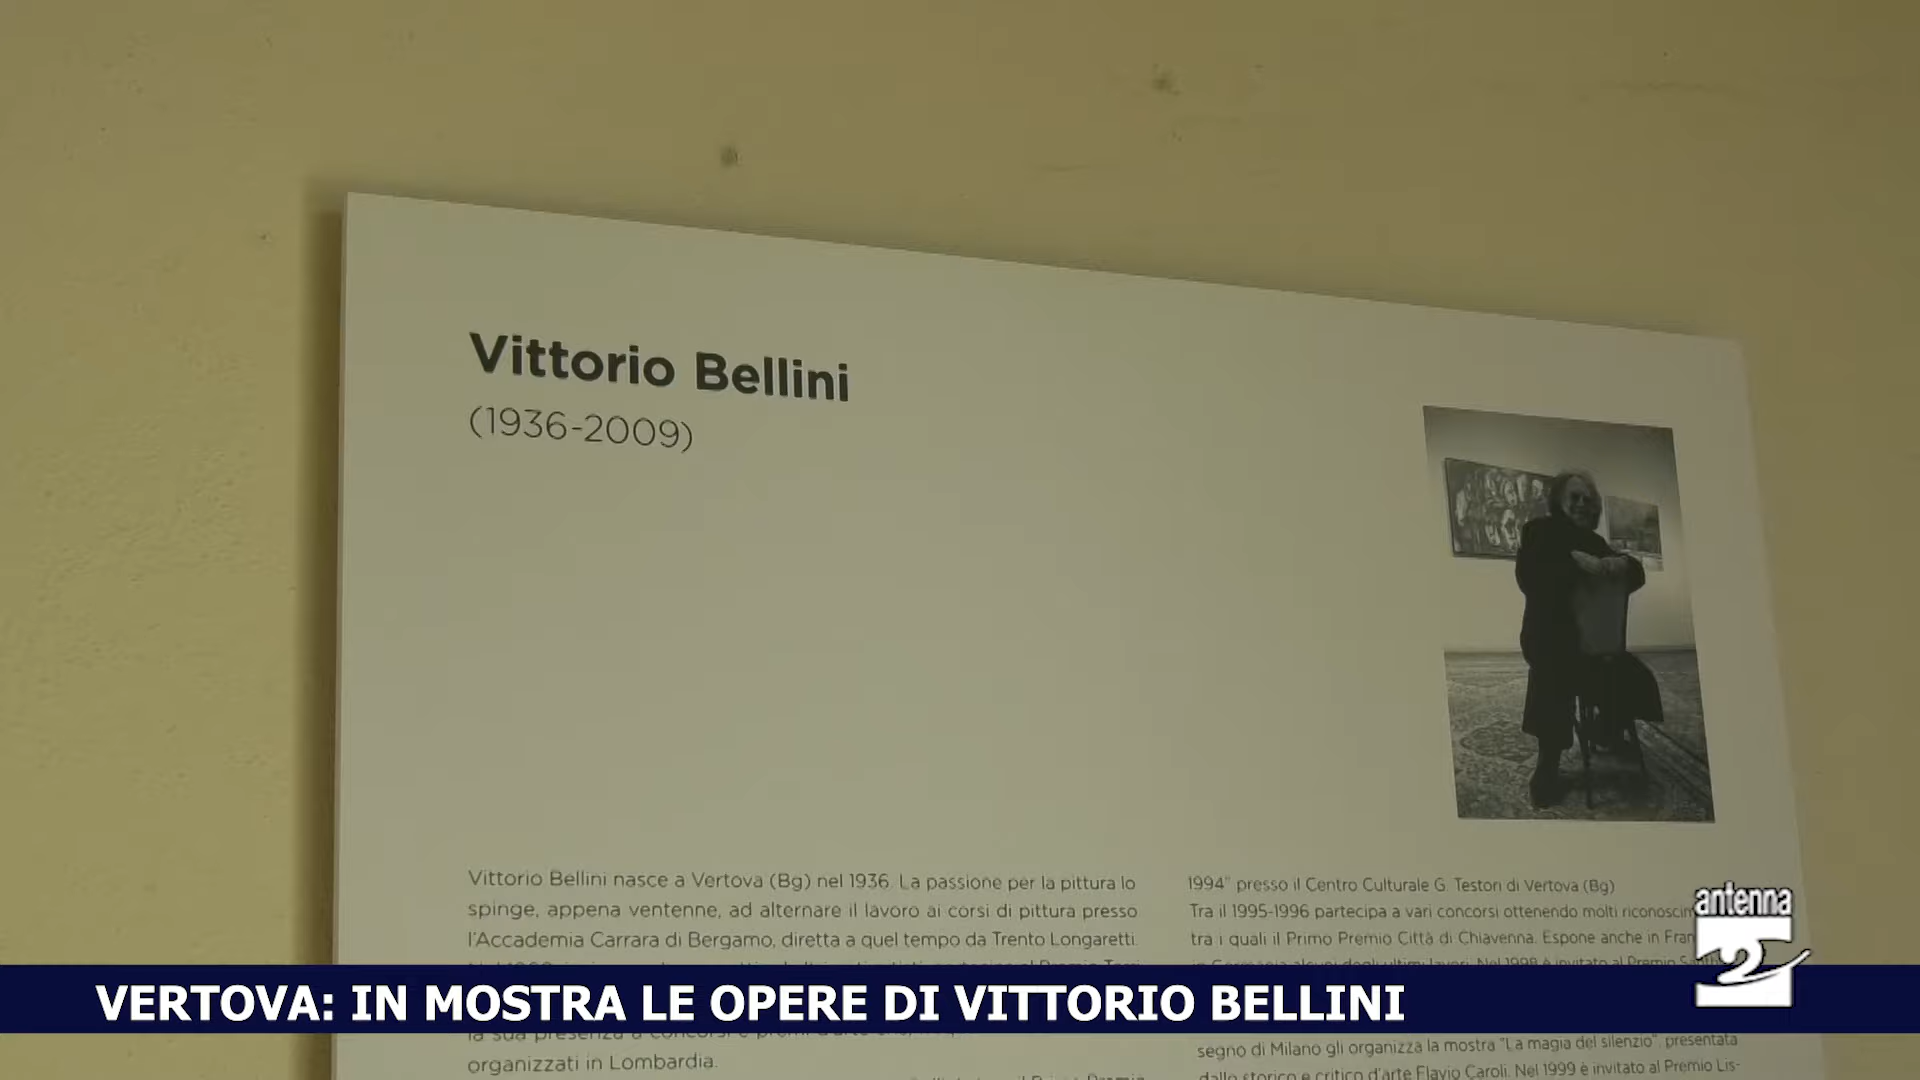 Vittorio Bellini
(1936-2009)
Vittorio Bellini nasce a Vertova (Bg) nel 1936. La passione per la pittura lo
spinge, appena ventenne, ad alternare il lavoro ai corsi di pittura presso
l'Accademia Carrara di Bergamo, diretta a quel tempo da Trento Longaretti.
organizzati in Lombardia.
1994" presso il Centro Culturale G. Testori di Vertova (Bg)
Tra il 1995-1996 partecipa a vari concorsi ottenendo molti
tra i quali il Primo Premio Città di Chiavenna. Espone anche in
segno di Milano gli organizza la mostra "La magia del silenzio", presentata
dallo storico e critico d'arte Flavio Caroli. Nel 1999 è invitato al Premio Lis-
antenna
2
VERTOVA: IN MOSTRA LE OPERE DI VITTORIO BELLINI